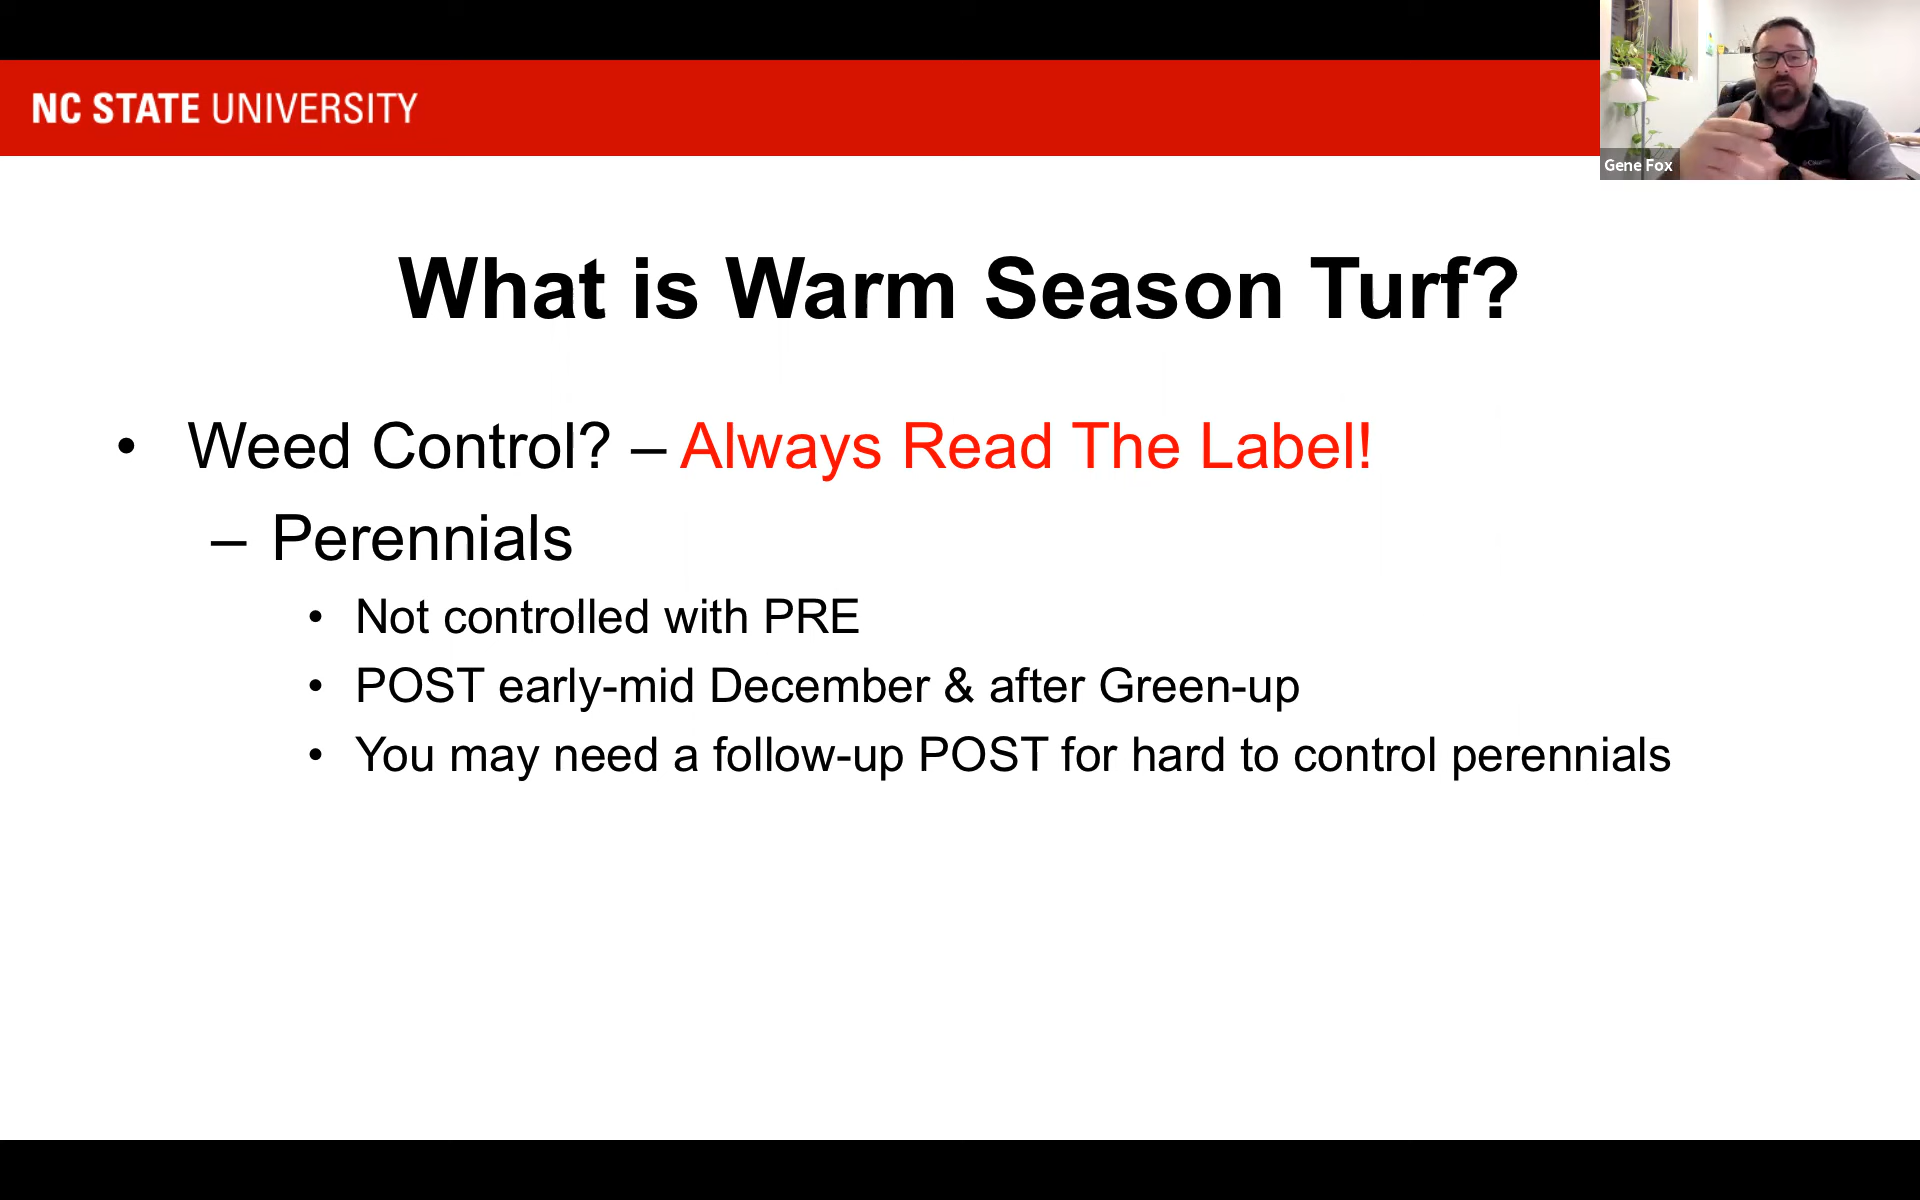 NC STATE UNIVERSITY
Gene Fox
What is Warm Season Turf?
• Weed Control? – Always Read The Label!
– Perennials
• Not controlled with PRE
• POST early-mid December & after Green-up
• You may need a follow-up POST for hard to control perennials